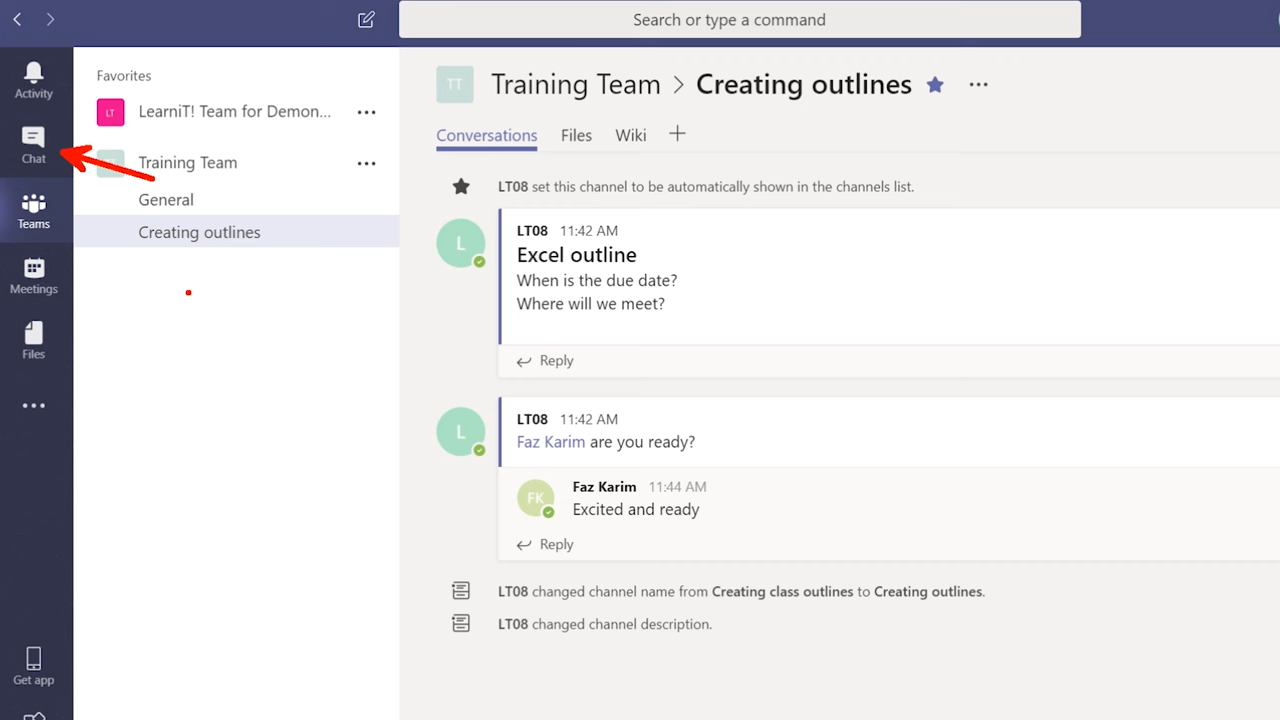 Search or type a command
Activity
Chat
Teams
Meetings
Files
Get app
Favorites
LT
LearniT! Team for Demon...
Training Team
General
Creating outlines
TT
Training Team > Creating outlines
Conversations
Files
Wiki
LT08 set this channel to be automatically shown in the channels list.
L
LT08 11:42 AM
Excel outline
When is the due date?
Where will we meet?
Reply
L
LT08 11:42 AM
Faz Karim are you ready?
FK
Faz Karim 11:44 AM
Excited and ready
Reply
LT08 changed channel name from Creating class outlines to Creating outlines.
LT08 changed channel description.